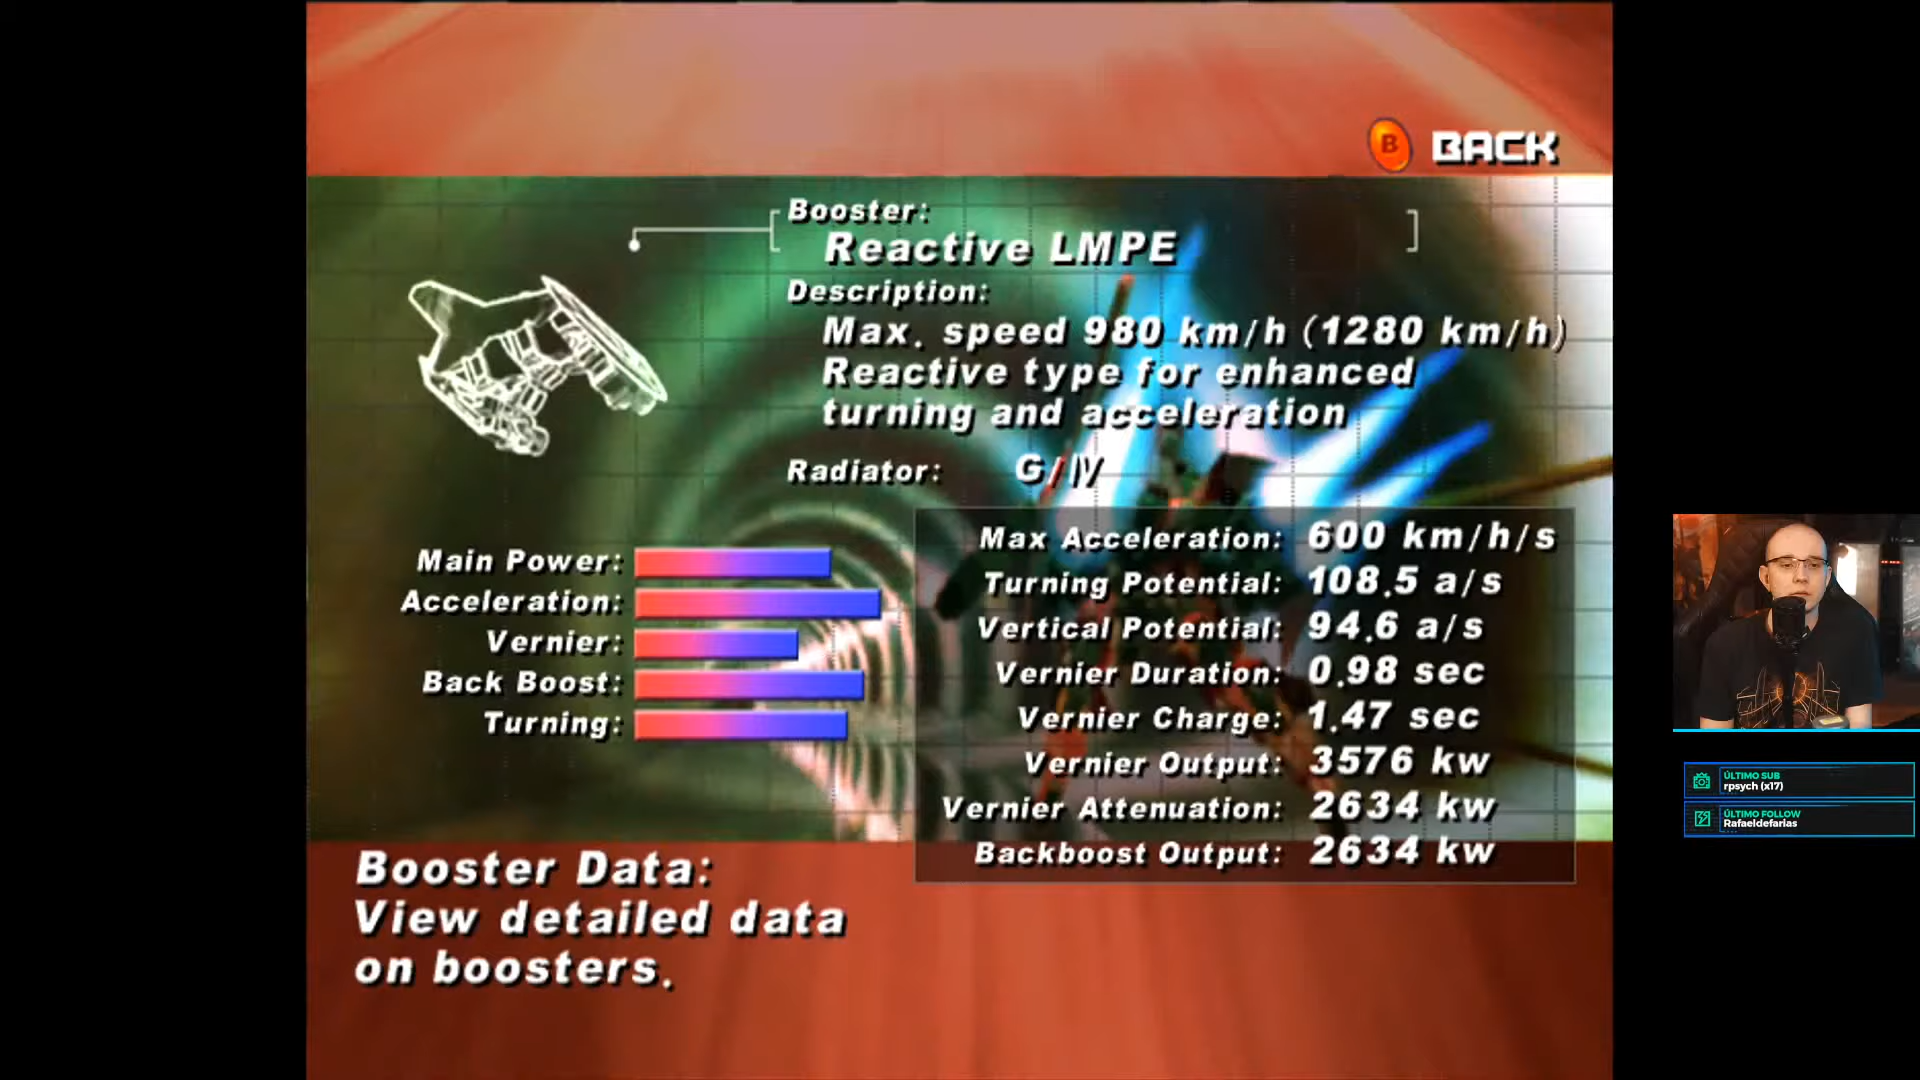 B BACK
Booster:
Reactive LMPE
Description:
Max. speed 980 km/h (1280 km/h)
Reactive type for enhanced
turning and acceleration
Radiator: G/IV
Main Power:
Acceleration:
Vernier:
Back Boost:
Turning:
Max Acceleration: 600 km/h/s
Turning Potential: 108.5 a/s
Vertical Potential: 94.6 a/s
Vernier Duration: 0.98 sec
Vernier Charge: 1.47 sec
Vernier Output: 3576 kw
Vernier Attenuation: 2634 kw
Backboost Output: 2634 kw
Booster Data:
View detailed data
on boosters.
ÚLTIMO SUB
rpsych (x17)
ÚLTIMO FOLLOW
Rafaeldefarias